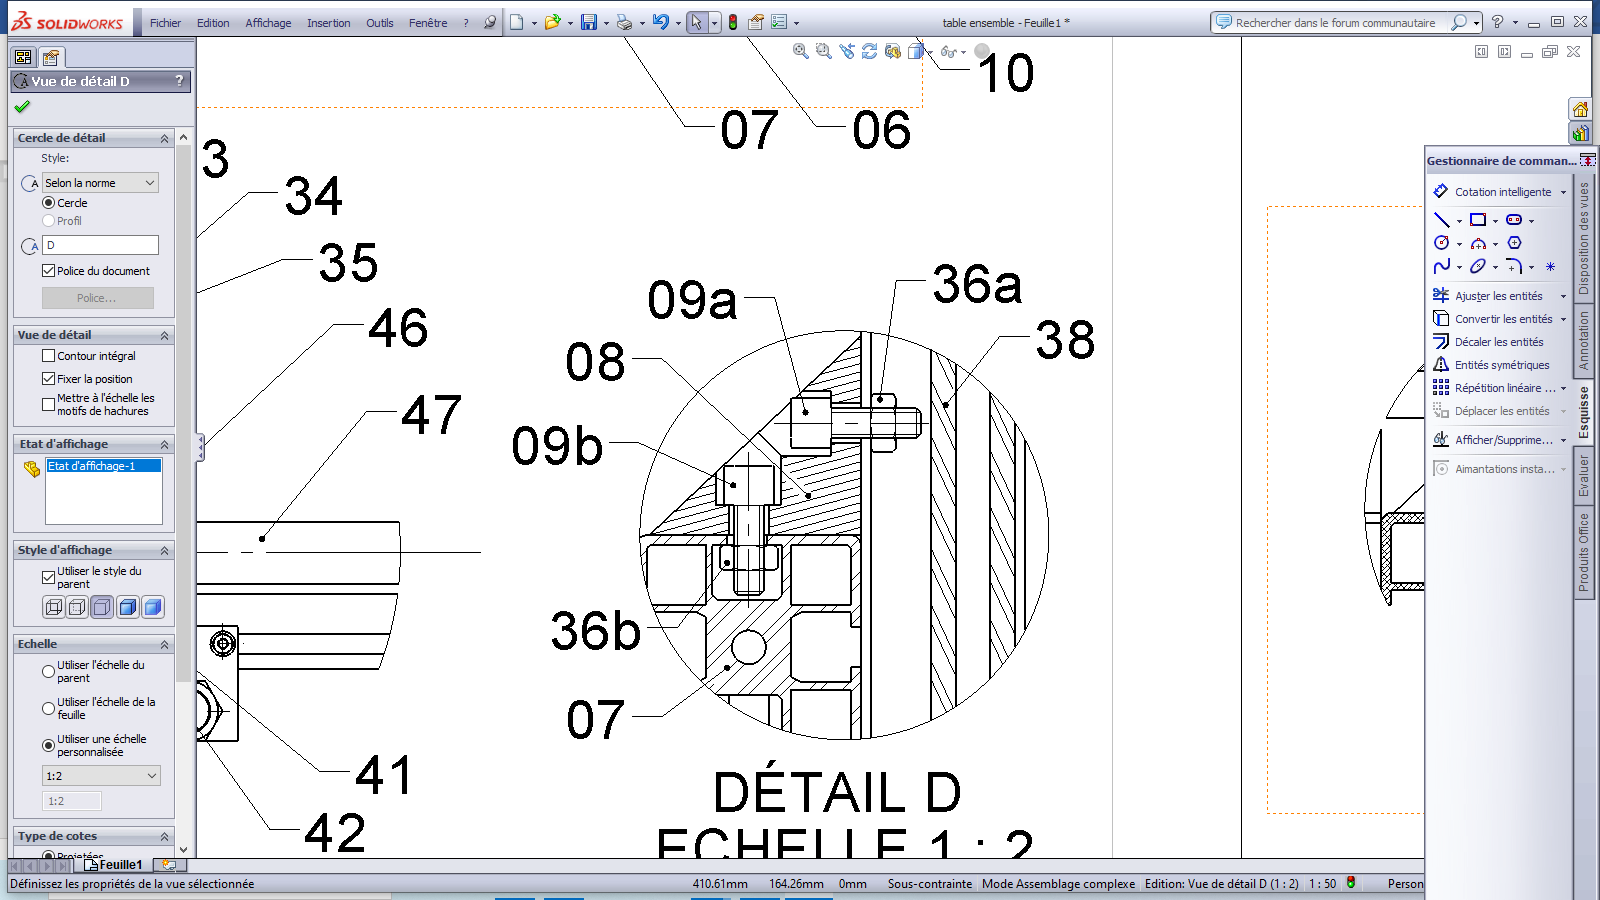 SOLIDWORKS Fichier Edition Affichage Insertion Outils Fenêtre ? table ensemble - Feuille1 * Rechercher dans le forum communautaire ?
Vue de détail D ?
Cercle de détail
Style:
Selon la norme
Cercle
Profil
D
Police du document
Police...
Vue de détail
Contour intégral
Fixer la position
Mettre à l'échelle les
motifs de hachures
Etat d'affichage
Etat d'affichage-1
Style d'affichage
Utiliser le style du
parent
Echelle
Utiliser l'échelle du
parent
Utiliser l'échelle de la
feuille
Utiliser une échelle
personnalisée
1:2
1:2
Type de cotes
Projetées
10
07
06
3
34
35
46
47
41
42
09a
36a
38
08
09b
36b
07
DÉTAIL D
ECHELLE 1 : 2
Gestionnaire de comman...
Cotation intelligente
Ajuster les entités
Convertir les entités
Décaler les entités
Entités symétriques
Répétition linéaire ...
Déplacer les entités
Afficher/Supprime...
Aimantations insta...
Disposition des vues
Annotation
Esquisse
Evaluer
Produits Office
Feuille1
Définissez les propriétés de la vue sélectionnée 410.61mm 164.26mm 0mm Sous-contrainte Mode Assemblage complexe Edition: Vue de détail D (1 : 2) 1 : 50 Person